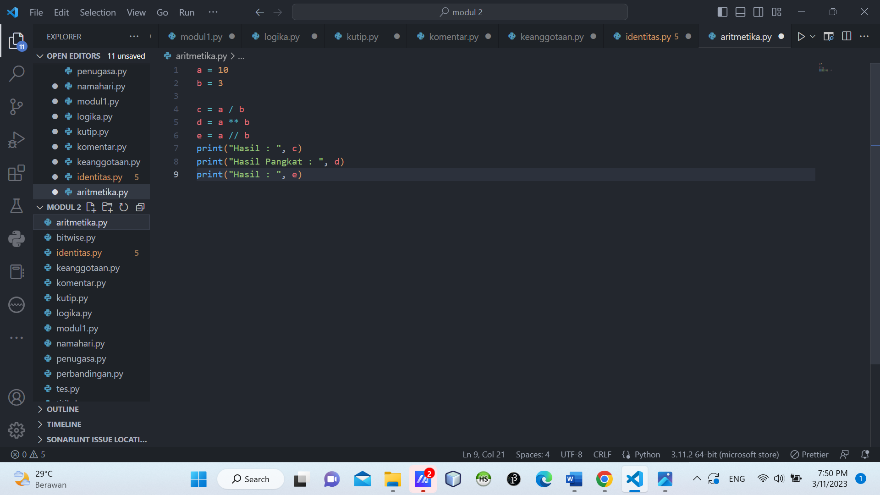 File Edit Selection View Go Run ··· modul 2
EXPLORER ··· modul1.py logika.py kutip.py komentar.py keanggotaan.py identitas.py 5 aritmetika.py
OPEN EDITORS 11 unsaved
penugasa.py
namahari.py
modul1.py
logika.py
kutip.py
komentar.py
keanggotaan.py
identitas.py 5
aritmetika.py
MODUL 2
aritmetika.py
bitwise.py
identitas.py 5
keanggotaan.py
komentar.py
kutip.py
logika.py
modul1.py
namahari.py
penugasa.py
perbandingan.py
tes.py
OUTLINE
TIMELINE
SONARLINT ISSUE LOCATI...
aritmetika.py > ...
1 a = 10
2 b = 3
3
4 c = a / b
5 d = a ** b
6 e = a // b
7 print("Hasil : ", c)
8 print("Hasil Pangkat : ", d)
9 print("Hasil : ", e)
11
0 5 Ln 9, Col 21 Spaces: 4 UTF-8 CRLF Python 3.11.2 64-bit (microsoft store) Prettier
29°C
Berawan
Search
2
HS
ENG
7:50 PM
3/11/2023
1